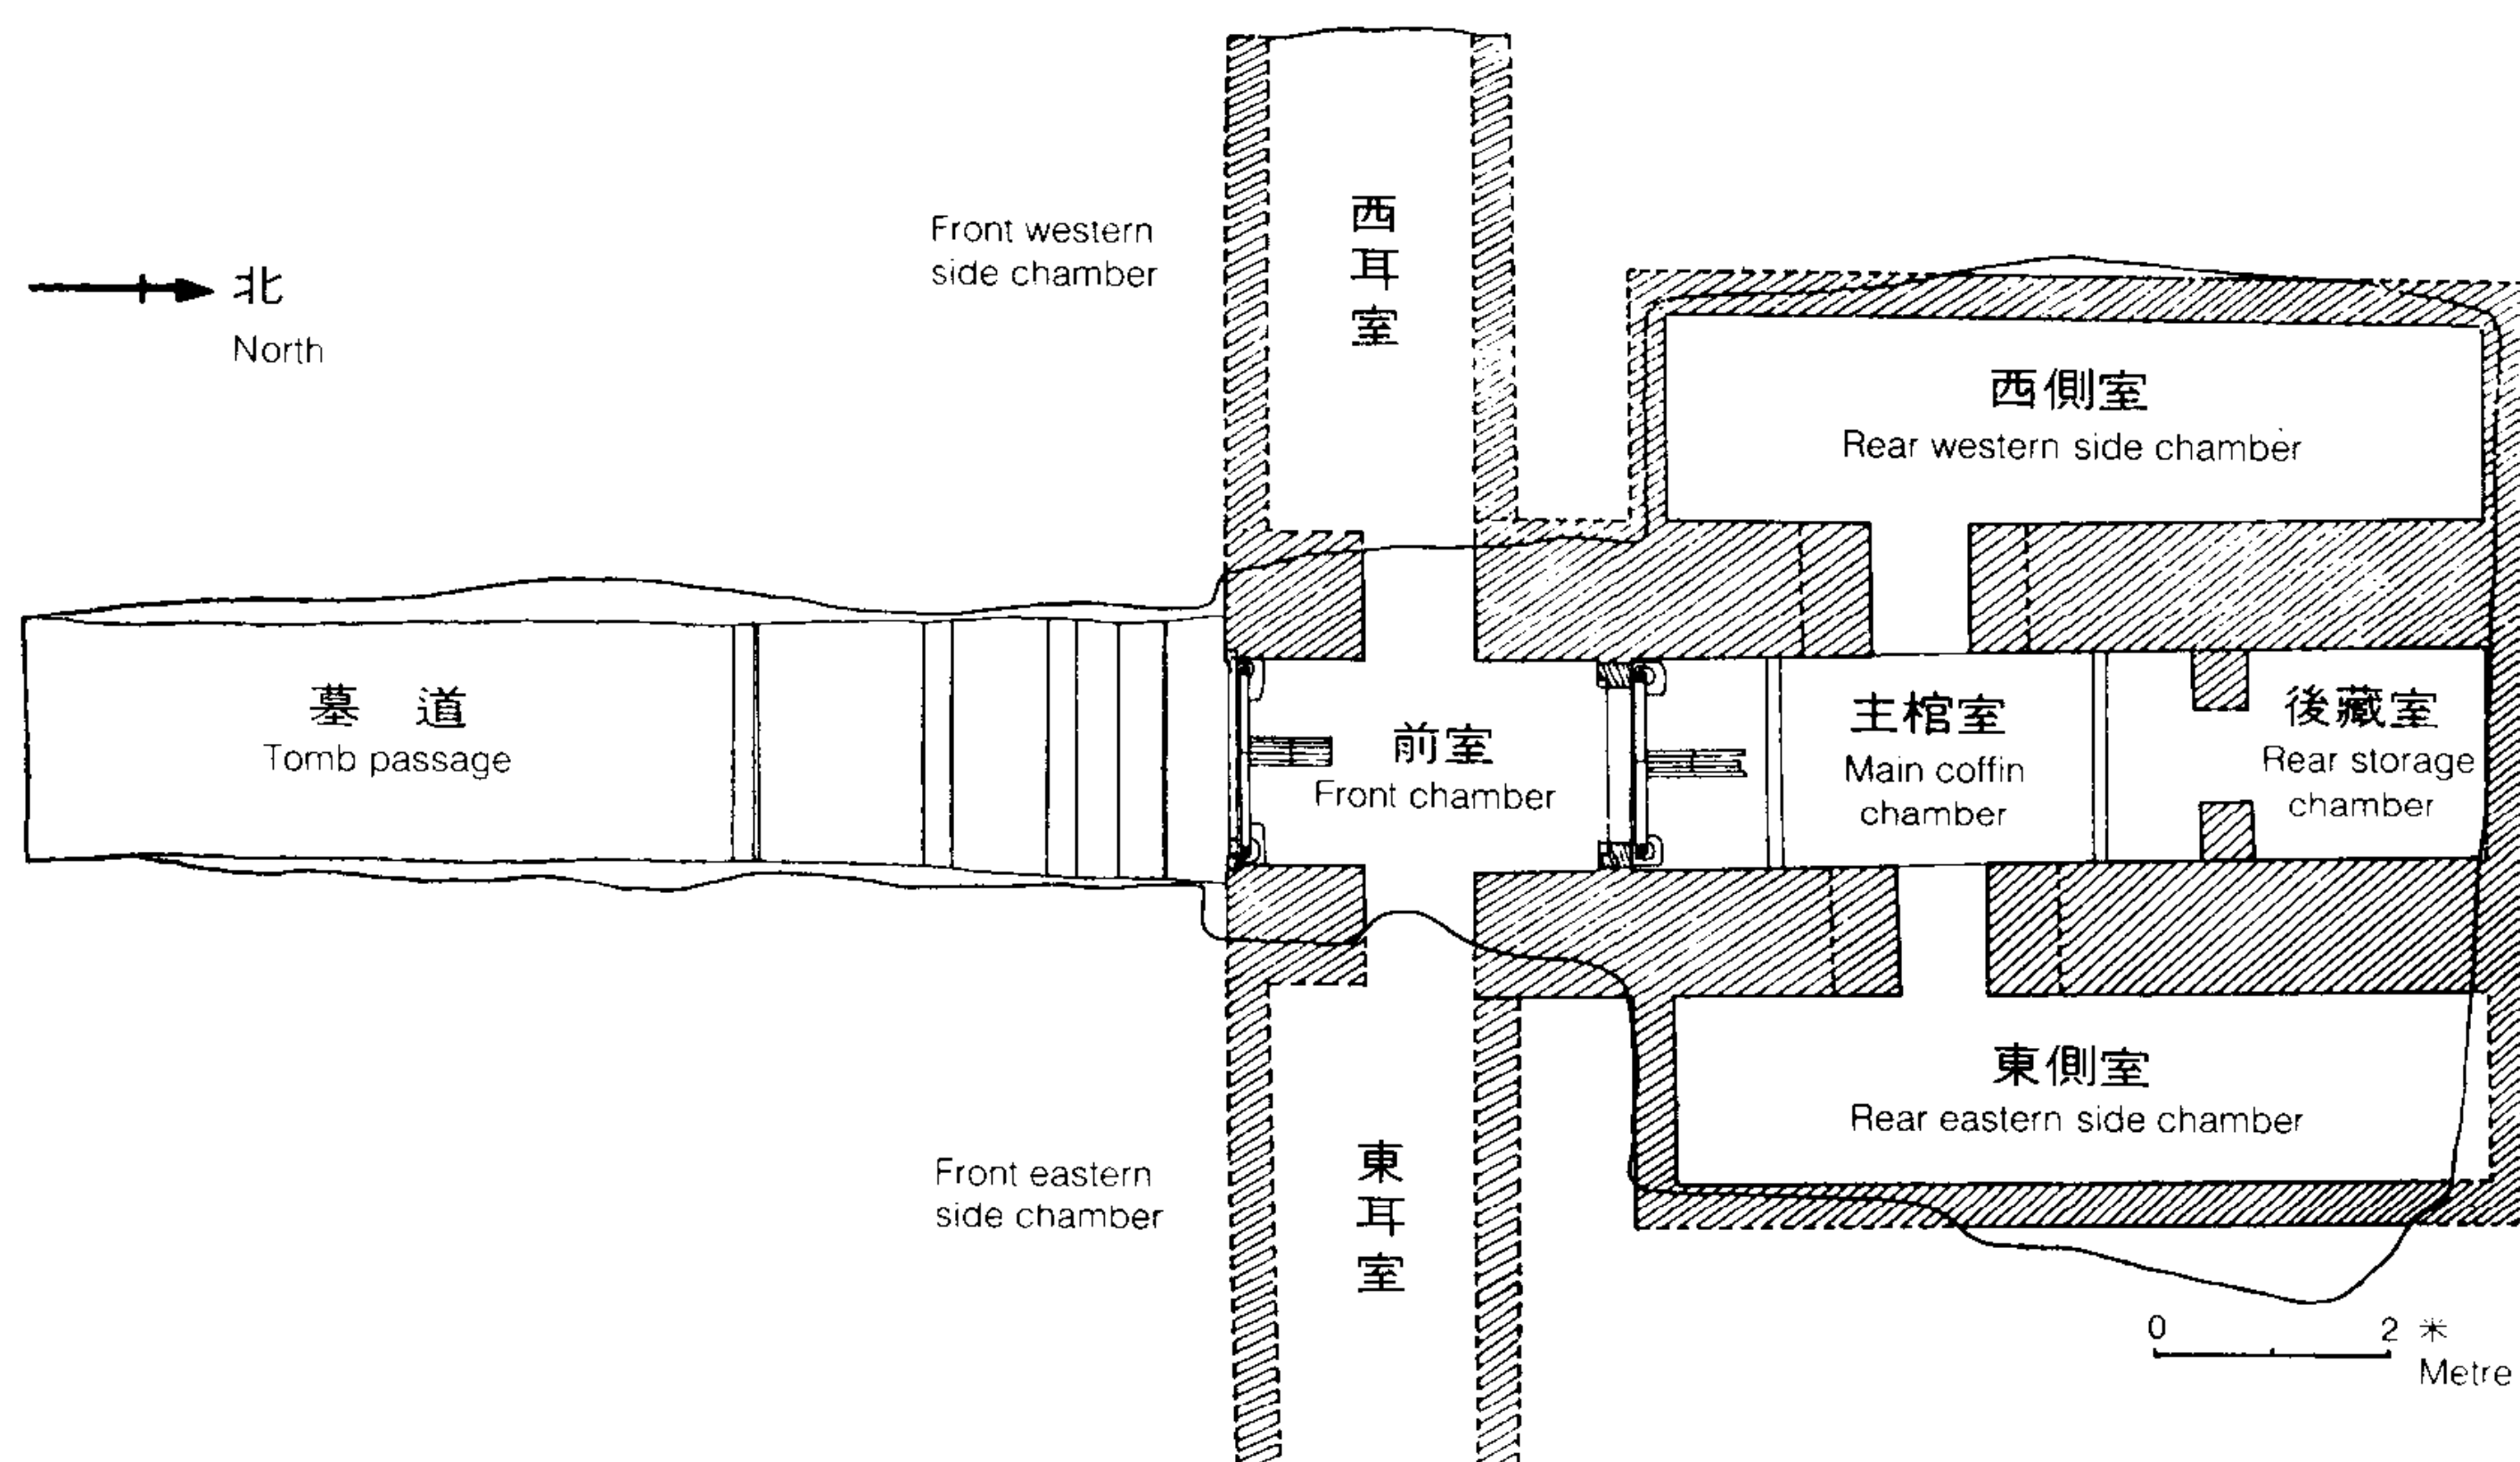 北
North
Front western
side chamber
西耳室
西側室
Rear western side chamber
墓 道
Tomb passage
前室
Front chamber
主棺室
Main coffin
chamber
後藏室
Rear storage
chamber
東側室
Rear eastern side chamber
Front eastern
side chamber
東耳室
0 2 米
Metre